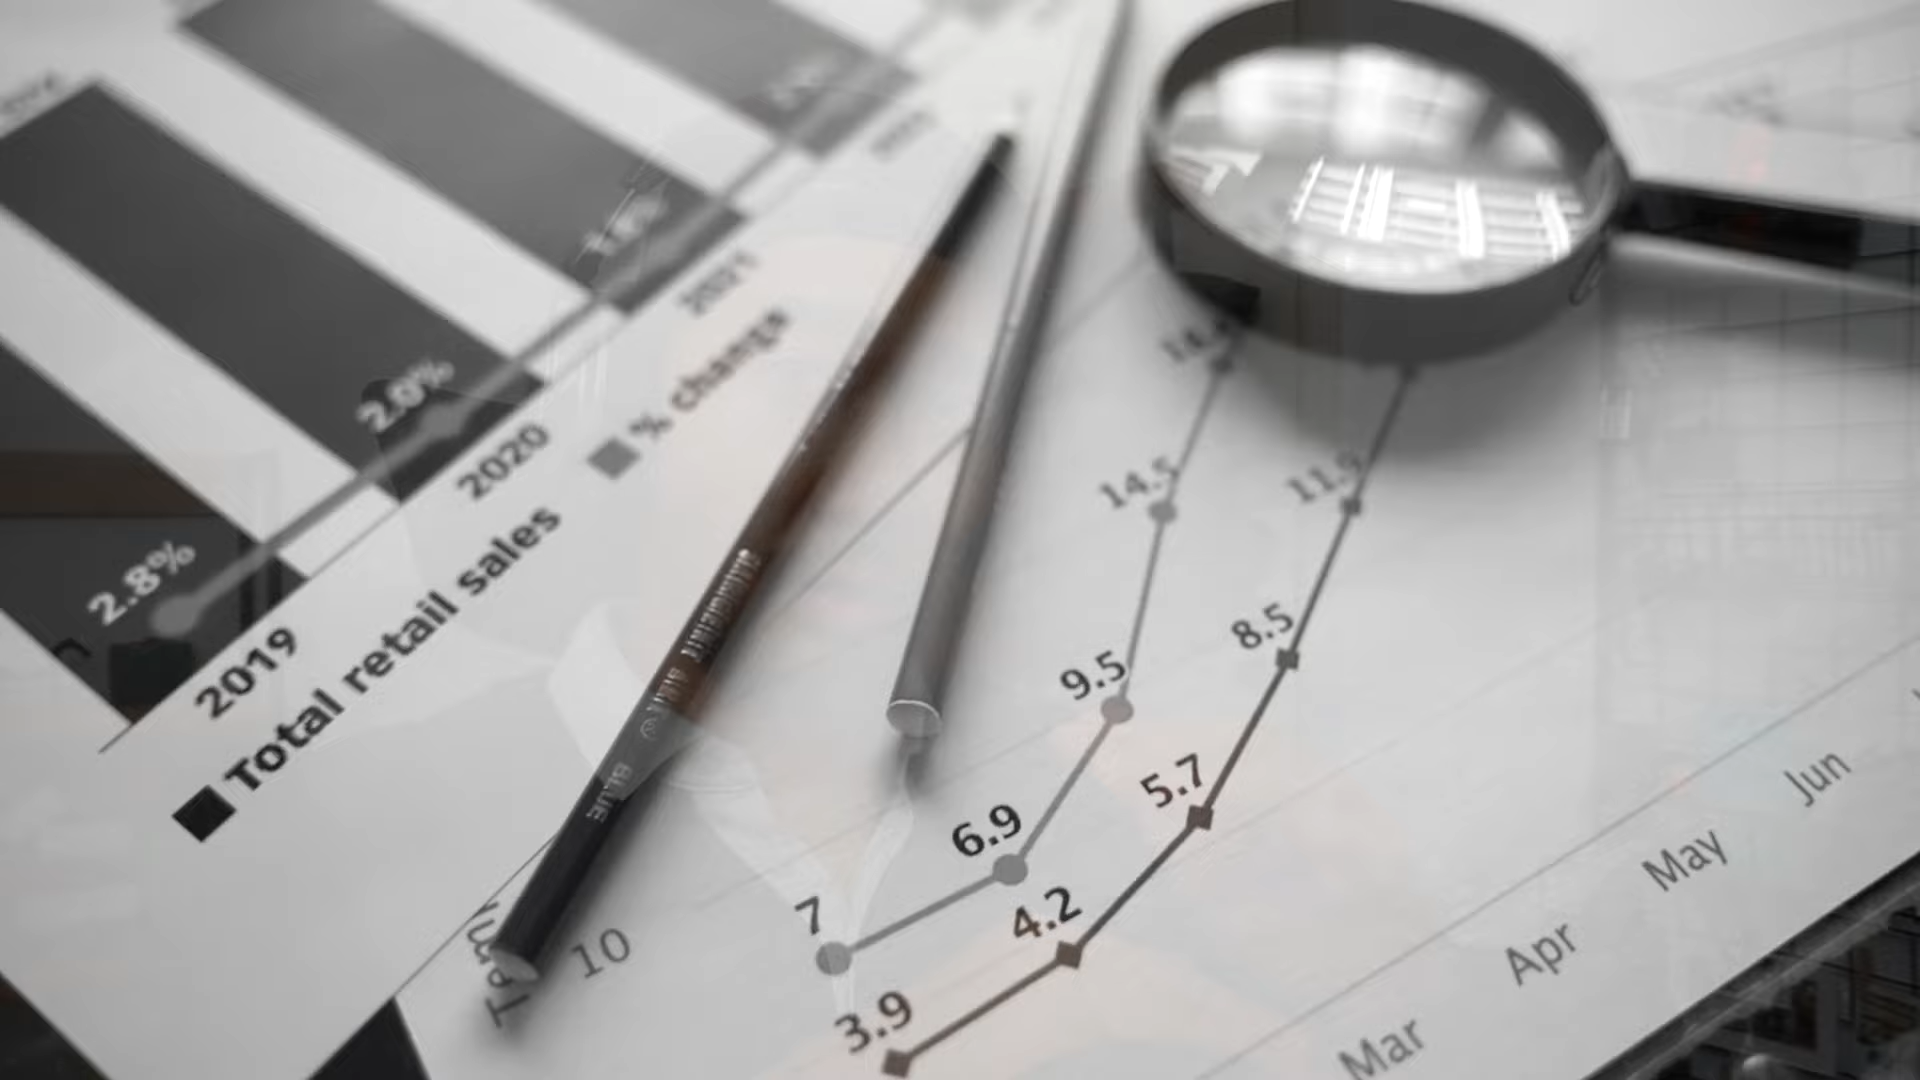 2.8%
2.0%
2019
2020
2021
Total retail sales
% change
BLUE
10
7
6.9
9.5
14.5
3.9
4.2
5.7
8.5
11.9
Mar
Apr
May
Jun